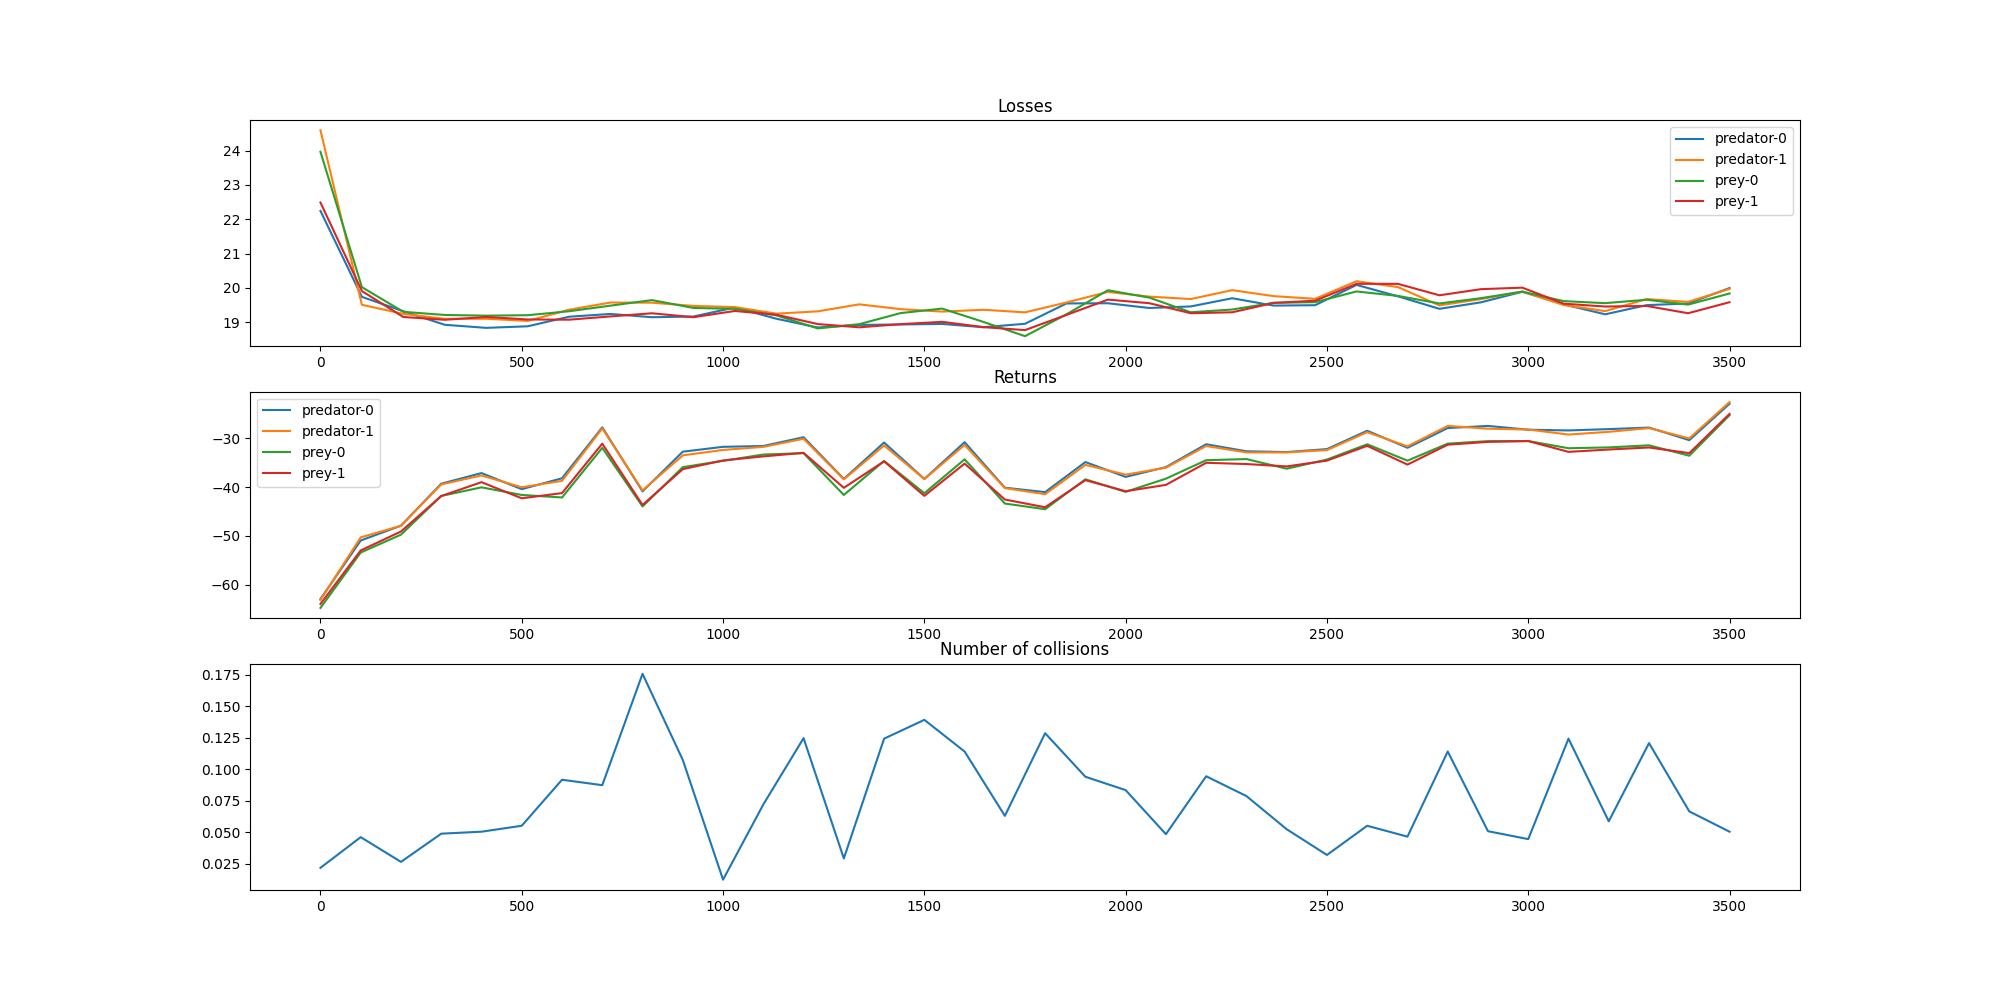 Losses
24
23
22
21
20
19
predator-0
predator-1
prey-0
prey-1
0 500 1000 1500 2000 2500 3000 3500
Returns
predator-0
predator-1
prey-0
prey-1
−30
−40
−50
−60
0 500 1000 1500 2000 2500 3000 3500
Number of collisions
0.175
0.150
0.125
0.100
0.075
0.050
0.025
0 500 1000 1500 2000 2500 3000 3500